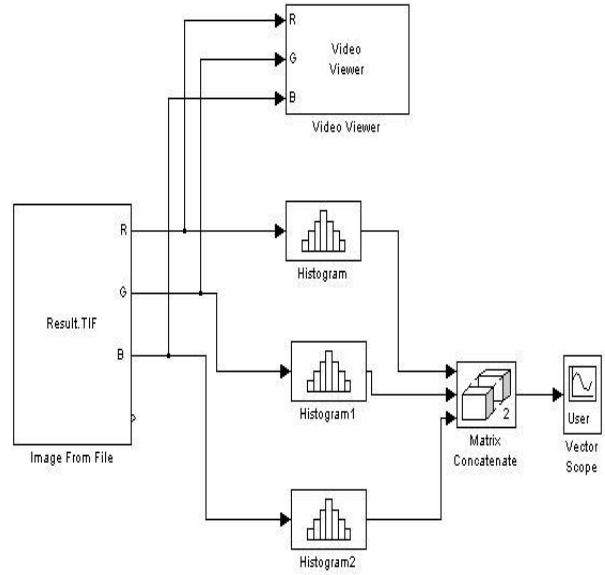 R
G
B
Video
Viewer
Video Viewer
R
G
B
Result.TIF
Image From File
Histogram
Histogram1
Histogram2
2
Matrix
Concatenate
User
Vector
Scope